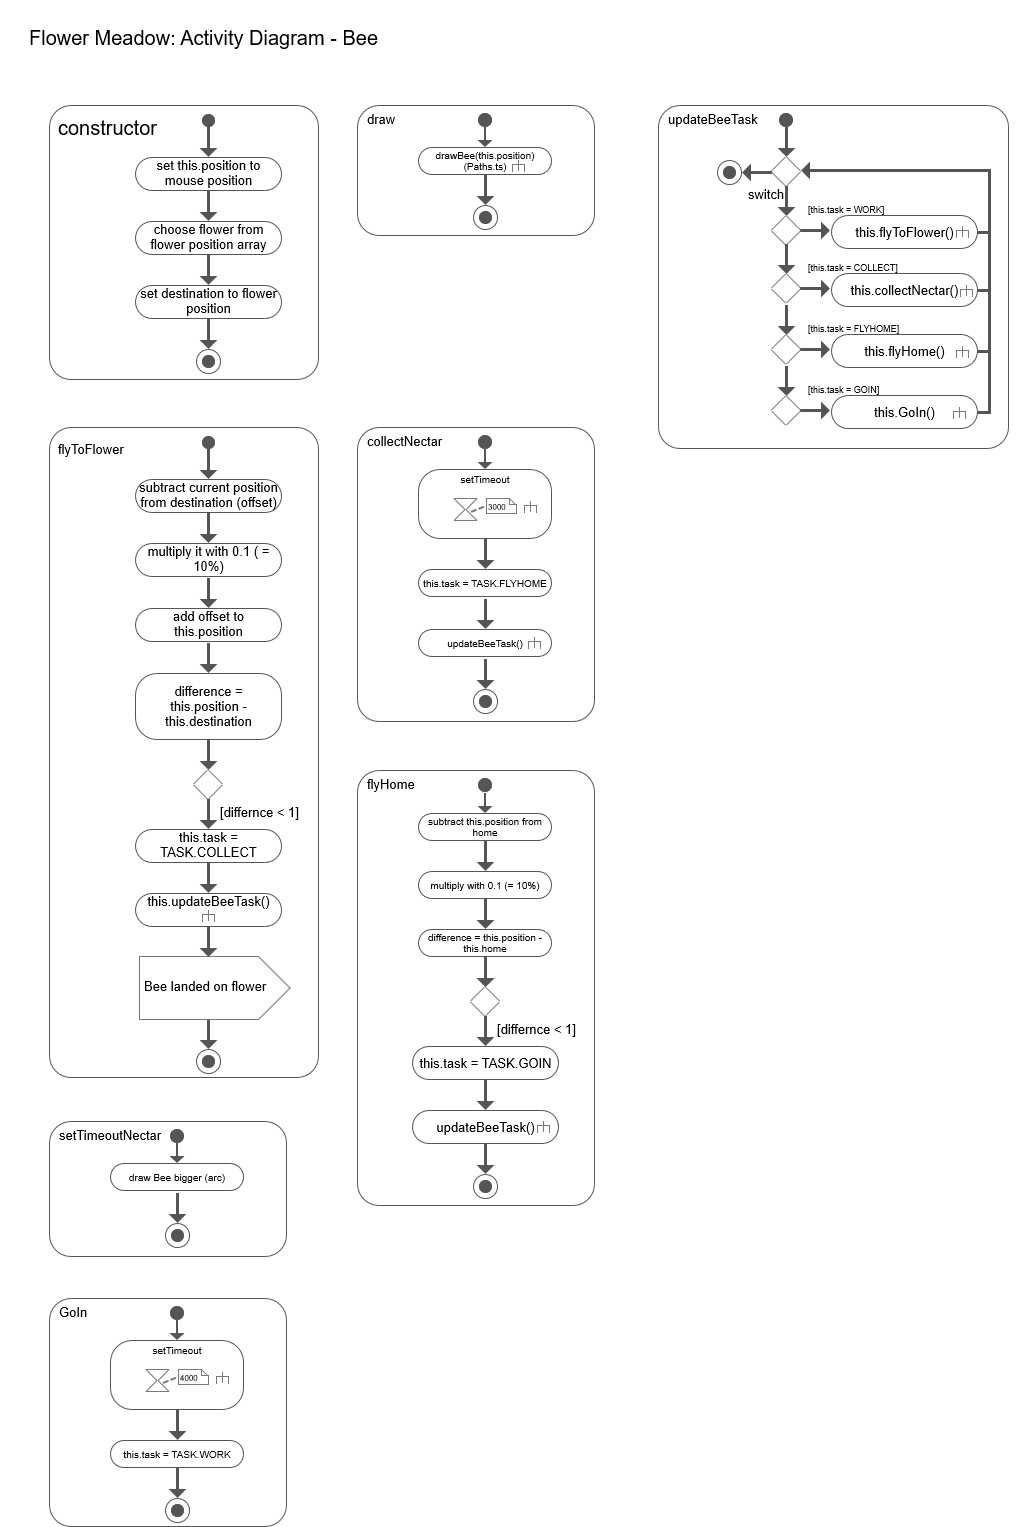 Flower Meadow: Activity Diagram - Bee
constructor
set this.position to
mouse position
choose flower from
flower position array
set destination to flower
position
draw
drawBee(this.position)
(Paths.ts)
updateBeeTask
switch
[this.task = WORK]
this.flyToFlower()
[this.task = COLLECT]
this.collectNectar()
[this.task = FLYHOME]
this.flyHome()
[this.task = GOIN]
this.GoIn()
flyToFlower
subtract current position
from destination (offset)
multiply it with 0.1 ( =
10%)
add offset to
this.position
difference =
this.position -
this.destination
[differnce < 1]
this.task =
TASK.COLLECT
this.updateBeeTask()
Bee landed on flower
collectNectar
setTimeout
3000
this.task = TASK.FLYHOME
updateBeeTask()
flyHome
subtract this.position from
home
multiply with 0.1 (= 10%)
difference = this.position -
this.home
[differnce < 1]
this.task = TASK.GOIN
updateBeeTask()
setTimeoutNectar
draw Bee bigger (arc)
GoIn
setTimeout
4000
this.task = TASK.WORK